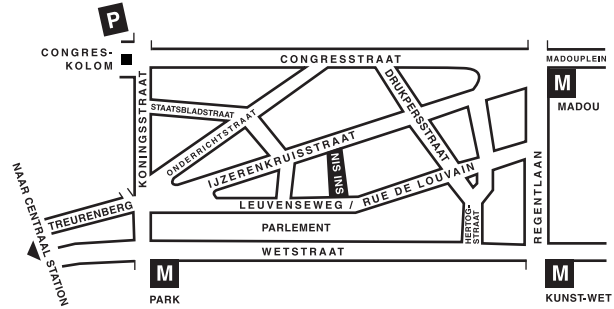 P
CONGRES-
KOLOM
CONGRESSTRAAT
MADOUPLEIN
M
MADOU
KONINGSSTRAAT
STAATSBLADSTRAAT
ONDERRICHTSTRAAT
DRUKPERSSTRAAT
IJZERENKRUISSTRAAT
NIS INS
NAAR CENTRAAL STATION
TREURENBERG
LEUVENSEWEG / RUE DE LOUVAIN
REGENTLAAN
HERTOG-
STRAAT
PARLEMENT
WETSTRAAT
M
PARK
M
KUNST-WET